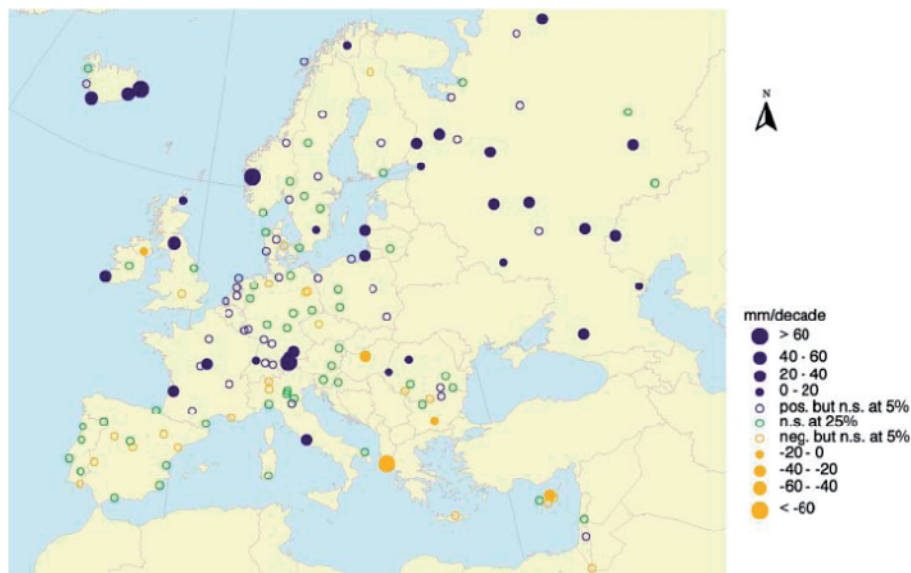 N
mm/decade
> 60
40 - 60
20 - 40
0 - 20
pos. but n.s. at 5%
n.s. at 25%
neg. but n.s. at 5%
-20 - 0
-40 - -20
-60 - -40
< -60